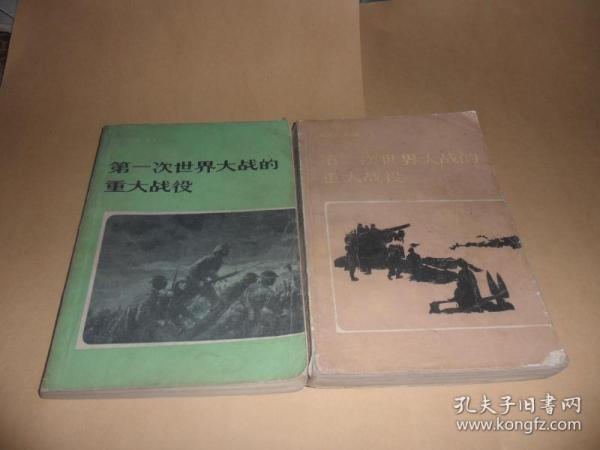 第一次世界大战的
重大战役
第二次世界大战的
重大战役
孔夫子旧书网
www.kongfz.com